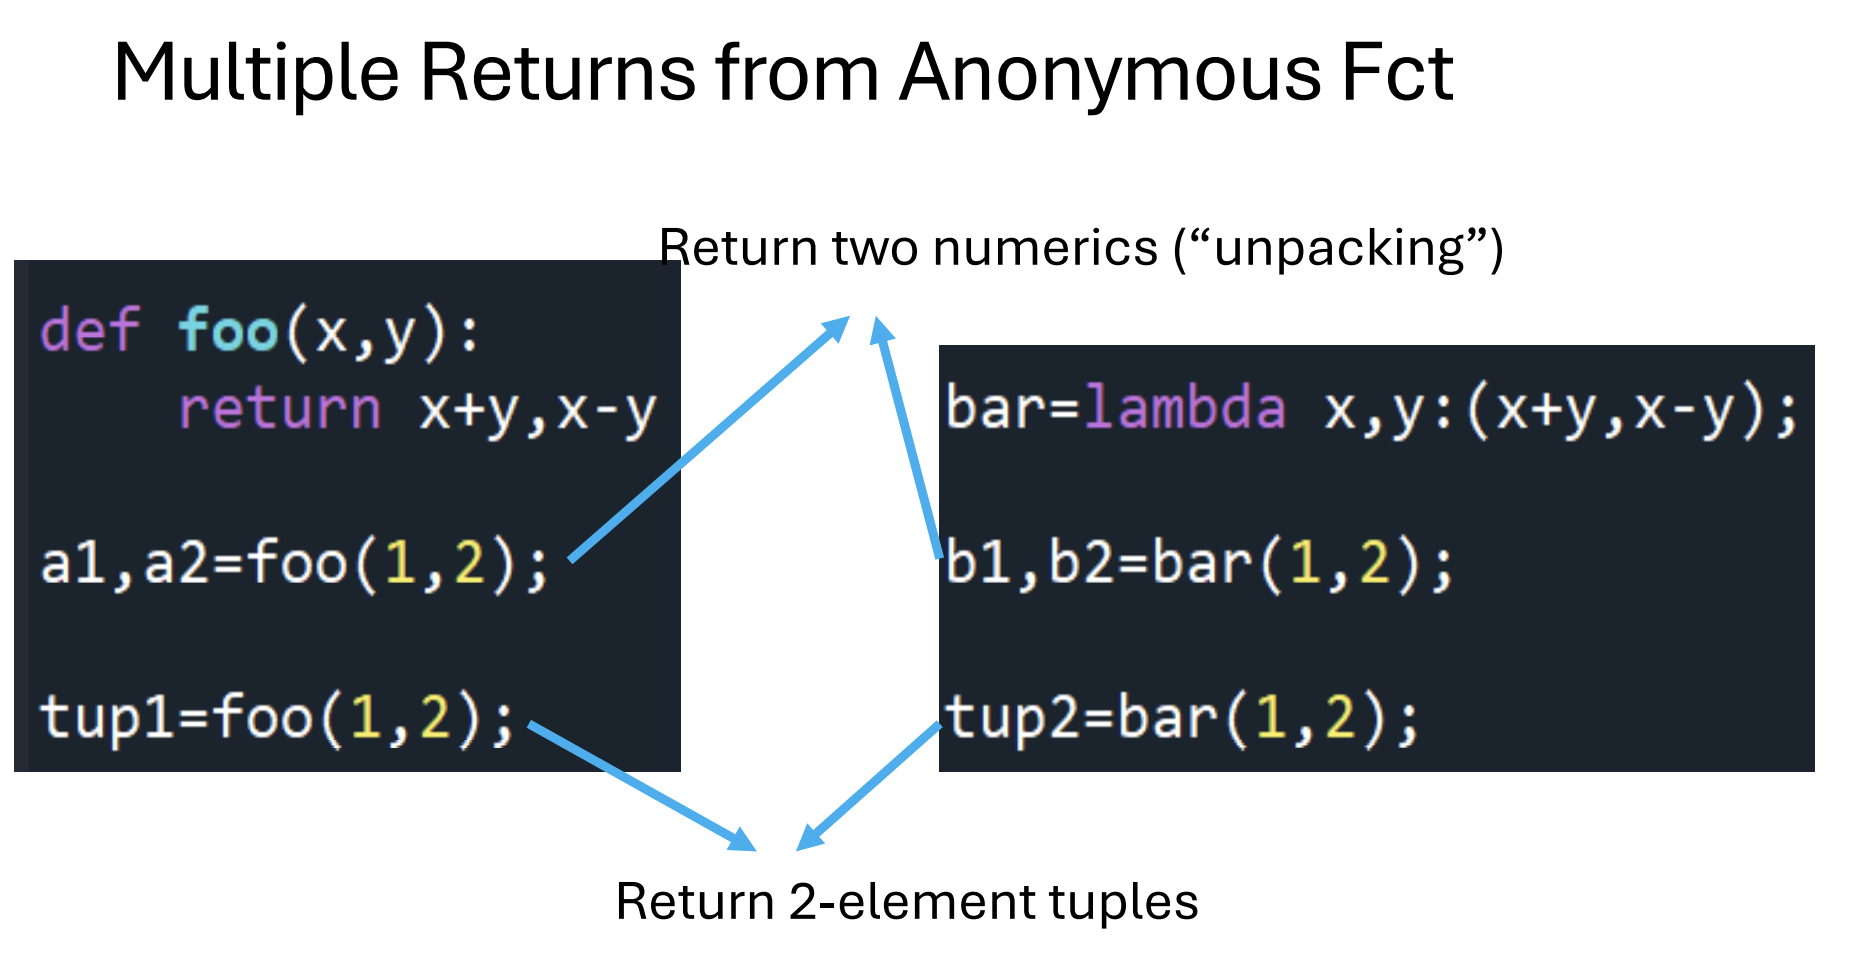 Multiple Returns from Anonymous Fct
Return two numerics (“unpacking”)
def foo(x,y):
    return x+y,x-y
a1,a2=foo(1,2);
tup1=foo(1,2);
bar=lambda x,y:(x+y,x-y);
b1,b2=bar(1,2);
tup2=bar(1,2);
Return 2-element tuples